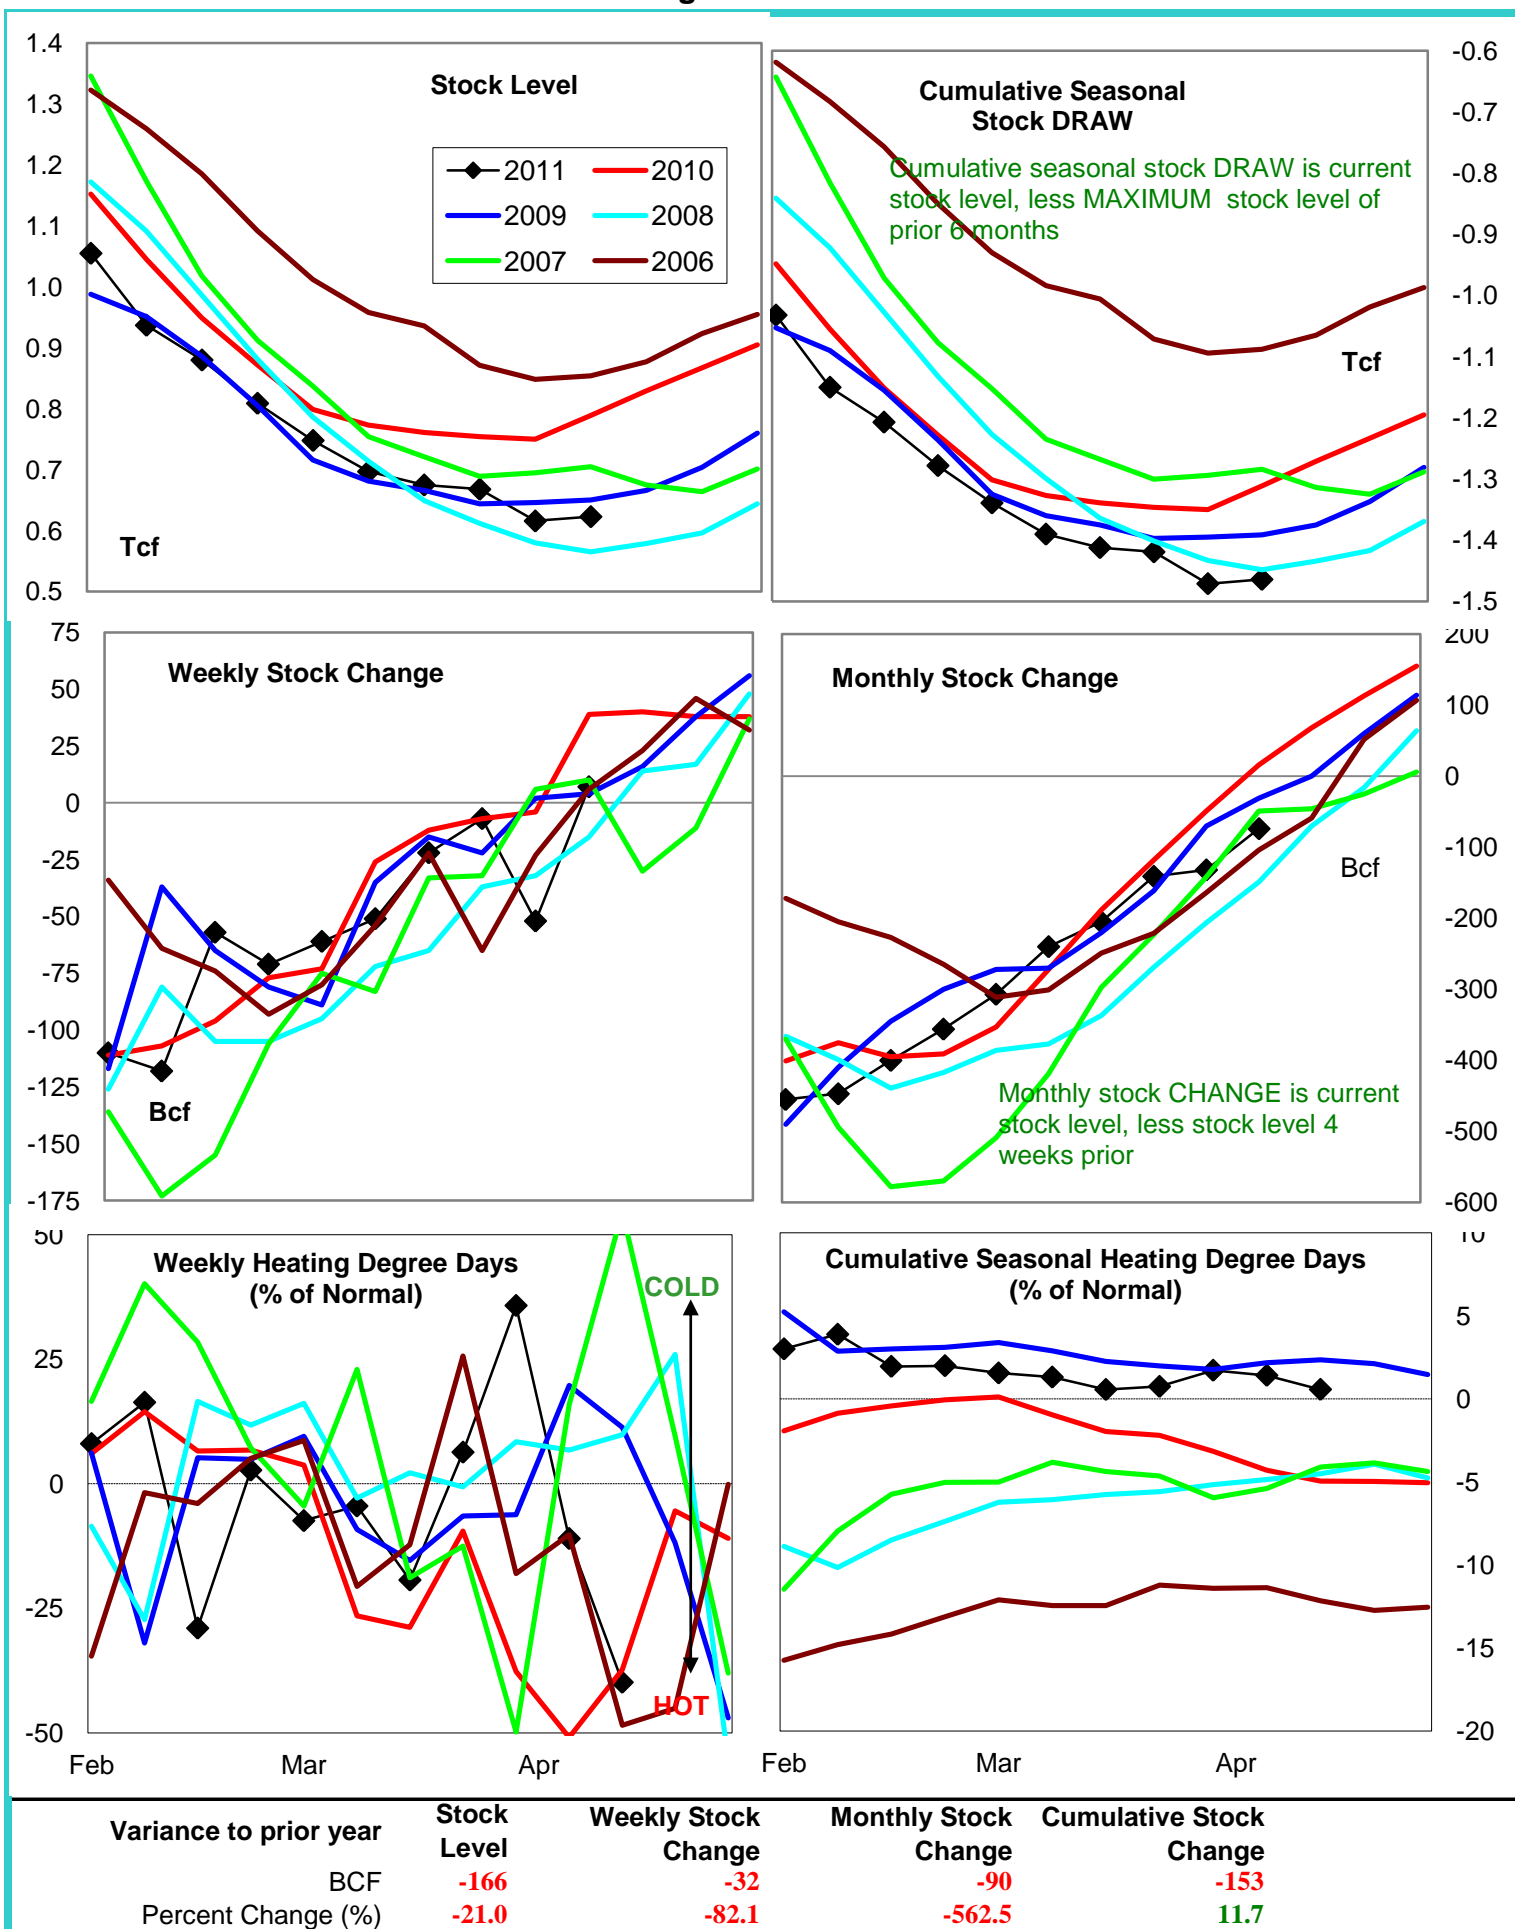 1.4
1.3
1.2
1.1
1.0
0.9
0.8
0.7
0.6
0.5
Stock Level
2011 2010
2009 2008
2007 2006
Tcf
Cumulative Seasonal
Stock DRAW
Cumulative seasonal stock DRAW is current
stock level, less MAXIMUM stock level of
prior 6 months
Tcf
-0.6
-0.7
-0.8
-0.9
-1.0
-1.1
-1.2
-1.3
-1.4
-1.5
75
50
25
0
-25
-50
-75
-100
-125
-150
-175
Weekly Stock Change
Bcf
Monthly Stock Change
Bcf
Monthly stock CHANGE is current
stock level, less stock level 4
weeks prior
200
100
0
-100
-200
-300
-400
-500
-600
50
25
0
-25
-50
Weekly Heating Degree Days
(% of Normal)
COLD
HOT
Feb Mar Apr
Cumulative Seasonal Heating Degree Days
(% of Normal)
10
5
0
-5
-10
-15
-20
Feb Mar Apr
Variance to prior year Stock Level Weekly Stock Change Monthly Stock Change Cumulative Stock Change
BCF -166 -32 -90 -153
Percent Change (%) -21.0 -82.1 -562.5 11.7